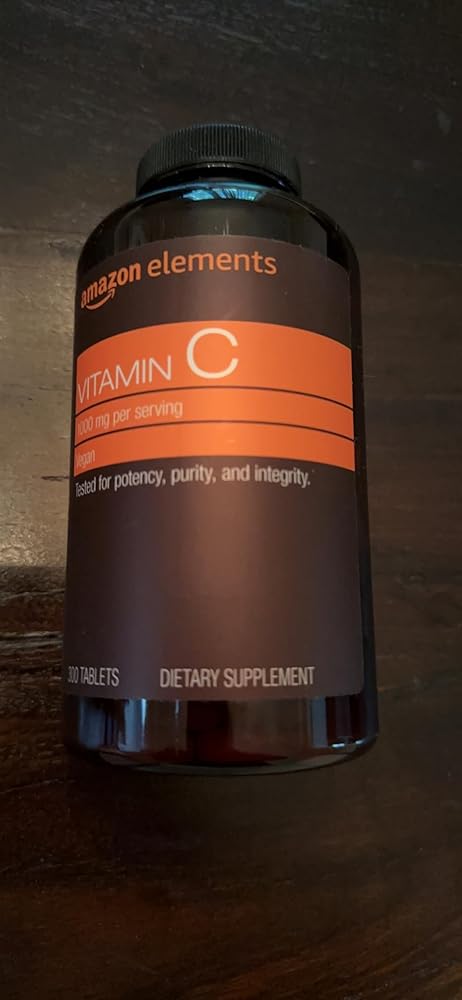 amazon elements
VITAMIN C
1000 mg per serving
Vegan
Tested for potency, purity, and integrity.
300 TABLETS DIETARY SUPPLEMENT